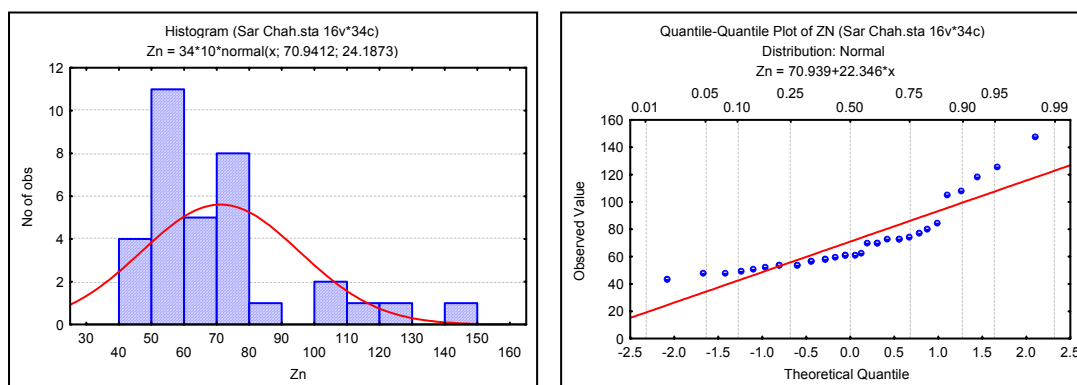 Histogram (Sar Chah.sta 16v*34c)
Zn = 34*10*normal(x; 70.9412; 24.1873)
12
10
8
6
4
2
0
No of obs
30 50 70 90 110 130 150
40 60 80 100 120 140 160
Zn
Quantile-Quantile Plot of ZN (Sar Chah.sta 16v*34c)
Distribution: Normal
Zn = 70.939+22.346*x
0.05 0.25 0.75 0.95
0.01 0.10 0.50 0.90 0.99
160
140
120
100
80
60
40
20
0
Observed Value
-2.5 -2.0 -1.5 -1.0 -0.5 0.0 0.5 1.0 1.5 2.0 2.5
Theoretical Quantile